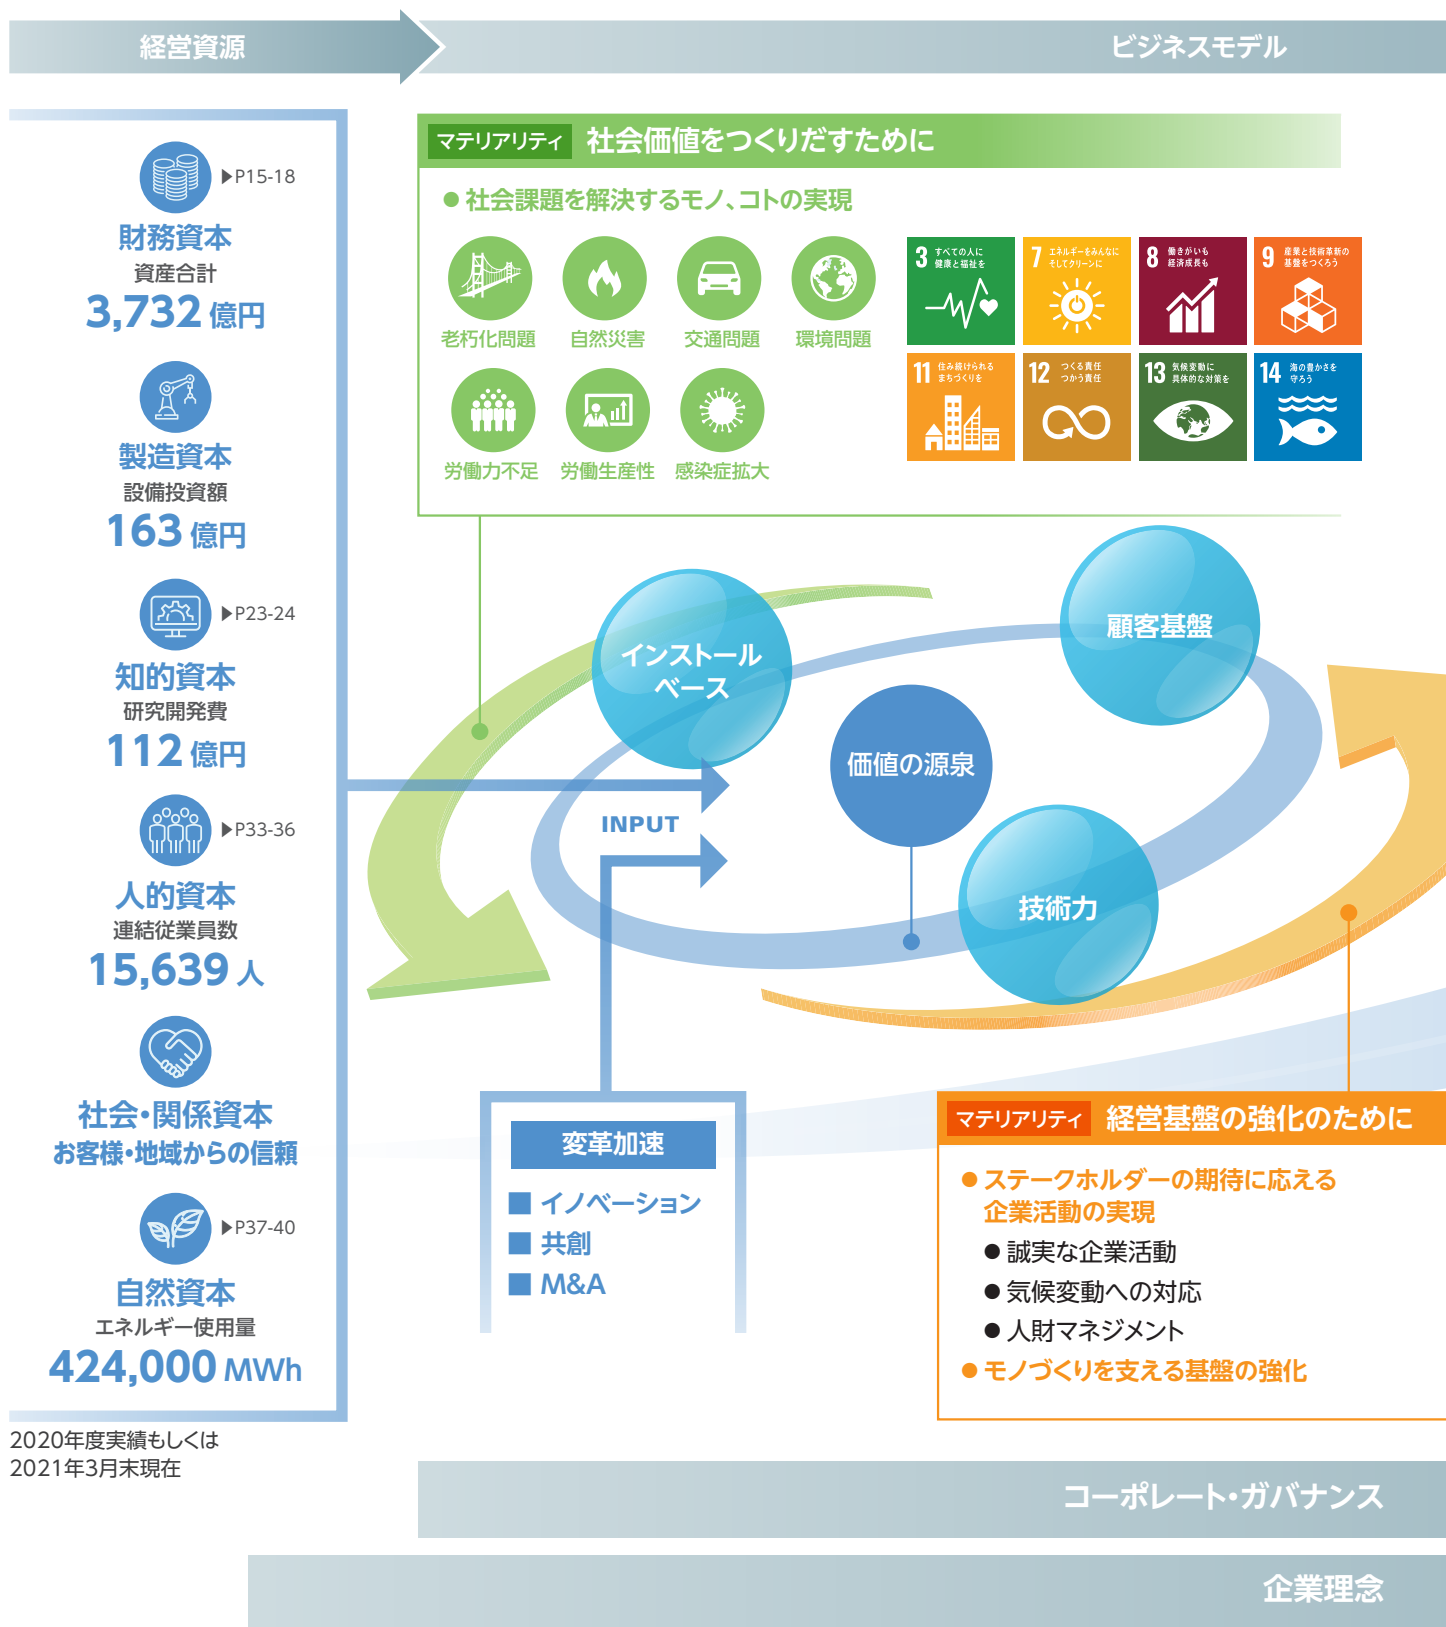 経営資源
ビジネスモデル
▶P15-18
財務資本
資産合計
3,732 億円
製造資本
設備投資額
163 億円
▶P23-24
知的資本
研究開発費
112 億円
▶P33-36
人的資本
連結従業員数
15,639 人
社会・関係資本
お客様・地域からの信頼
▶P37-40
自然資本
エネルギー使用量
424,000 MWh
2020年度実績もしくは
2021年3月末現在
マテリアリティ 社会価値をつくりだすために
● 社会課題を解決するモノ、コトの実現
老朽化問題
自然災害
交通問題
環境問題
労働力不足
労働生産性
感染症拡大
3 すべての人に
健康と福祉を
7 エネルギーをみんなに
そしてクリーンに
8 働きがいも
経済成長も
9 産業と技術革新の
基盤をつくろう
11 住み続けられる
まちづくりを
12 つくる責任
つかう責任
13 気候変動に
具体的な対策を
14 海の豊かさを
守ろう
インストール
ベース
顧客基盤
価値の源泉
技術力
INPUT
変革加速
■ イノベーション
■ 共創
■ M&A
マテリアリティ 経営基盤の強化のために
● ステークホルダーの期待に応える
企業活動の実現
● 誠実な企業活動
● 気候変動への対応
● 人財マネジメント
● モノづくりを支える基盤の強化
コーポレート・ガバナンス
企業理念